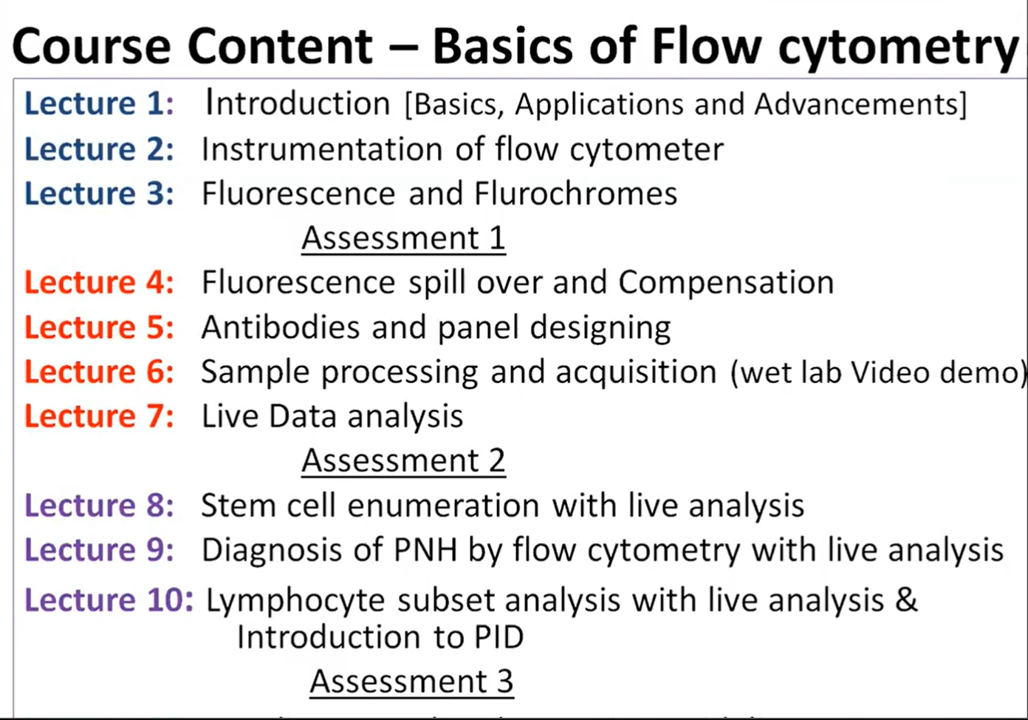 Course Content – Basics of Flow cytometry
Lecture 1: Introduction [Basics, Applications and Advancements]
Lecture 2: Instrumentation of flow cytometer
Lecture 3: Fluorescence and Flurochromes
Assessment 1
Lecture 4: Fluorescence spill over and Compensation
Lecture 5: Antibodies and panel designing
Lecture 6: Sample processing and acquisition (wet lab Video demo)
Lecture 7: Live Data analysis
Assessment 2
Lecture 8: Stem cell enumeration with live analysis
Lecture 9: Diagnosis of PNH by flow cytometry with live analysis
Lecture 10: Lymphocyte subset analysis with live analysis &
Introduction to PID
Assessment 3